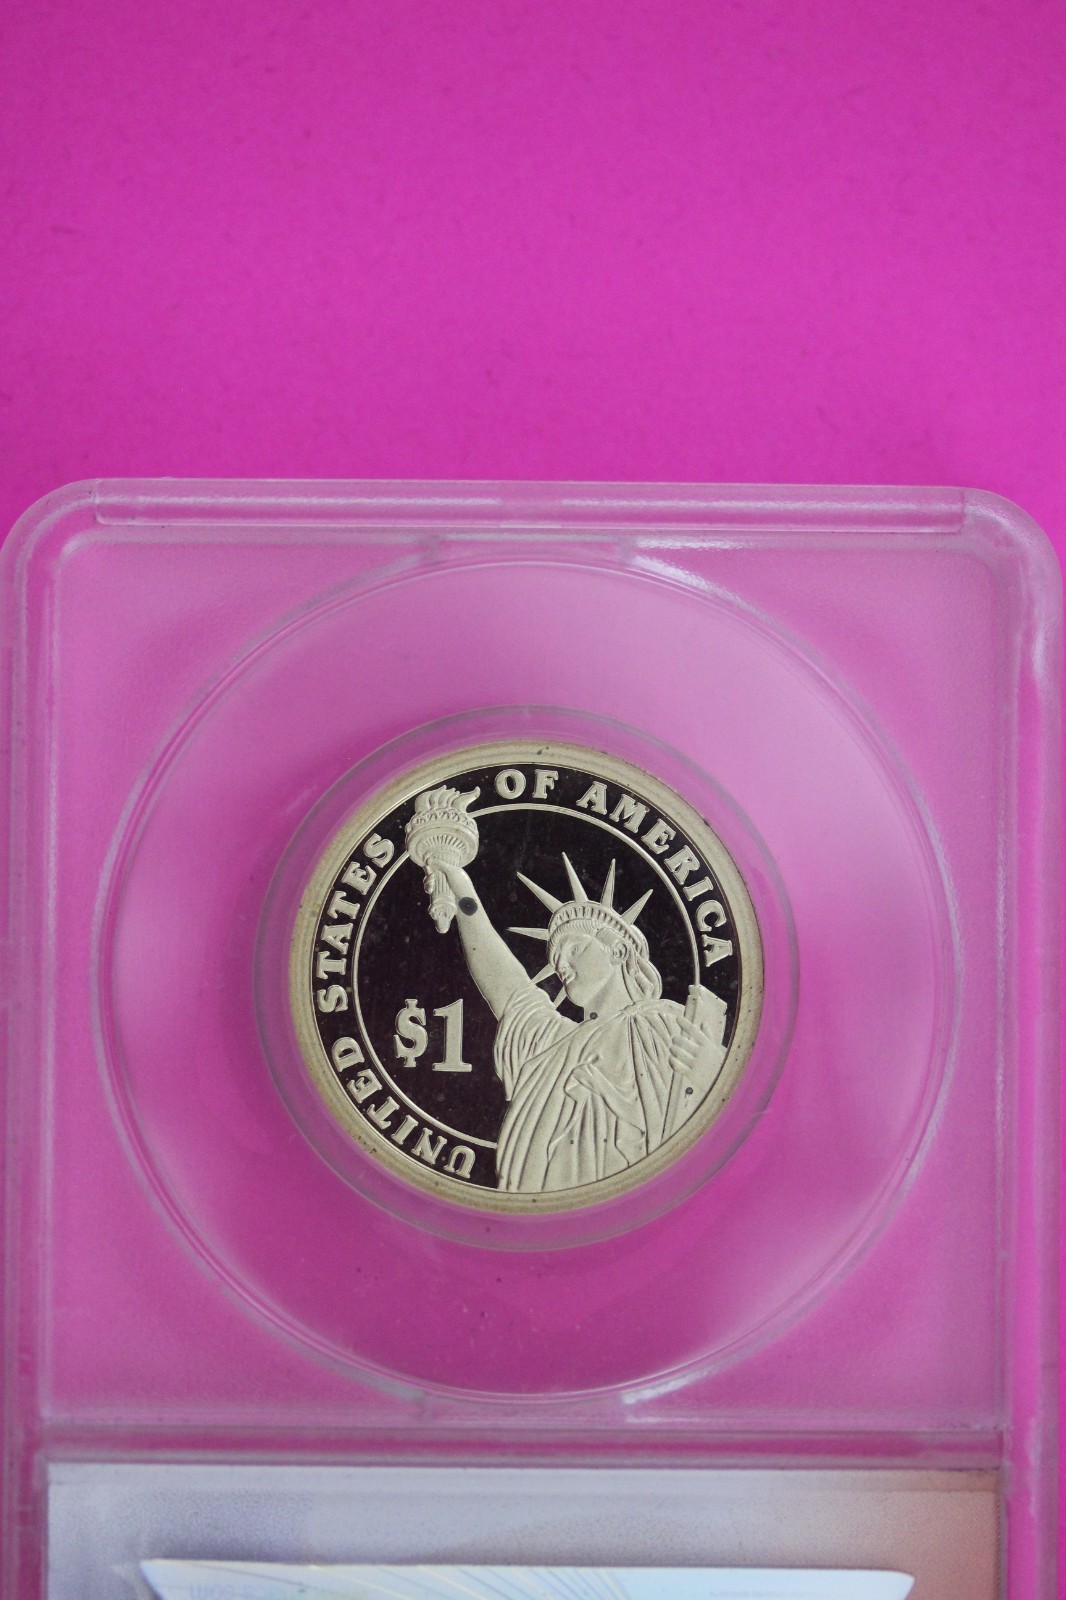 UNITED STATES OF AMERICA
$1